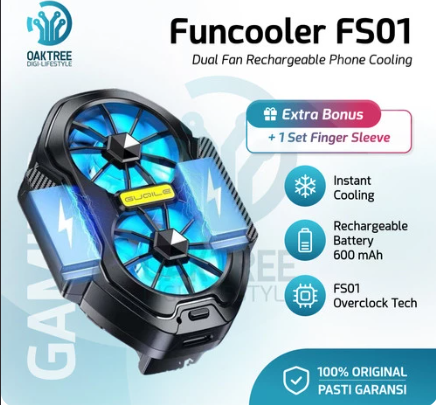 OAKTREE
DIGI-LIFESTYLE
Funcooler FS01
Dual Fan Rechargeable Phone Cooling
Extra Bonus
+ 1 Set Finger Sleeve
Instant
Cooling
Rechargeable
Battery
600 mAh
FS01
Overclock Tech
GAMI
100% ORIGINAL
PASTI GARANSI